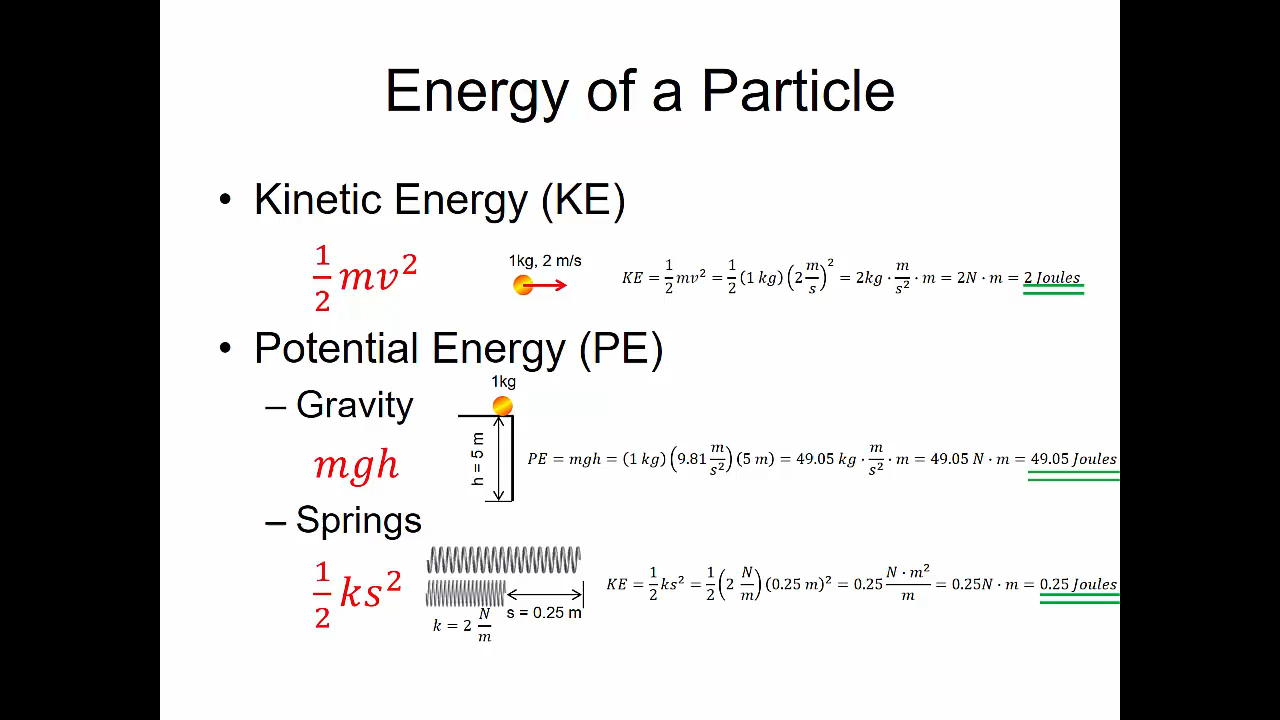 Energy of a Particle
• Kinetic Energy (KE)
1/2 mv²
1kg, 2 m/s
KE = 1/2 mv² = 1/2 (1 kg) (2 m/s)² = 2kg · m/s² · m = 2N · m = 2 Joules
• Potential Energy (PE)
– Gravity
1kg
mgh
h = 5 m
PE = mgh = (1 kg) (9.81 m/s²) (5 m) = 49.05 kg · m/s² · m = 49.05 N · m = 49.05 Joules
– Springs
1/2 ks²
k = 2 N/m
s = 0.25 m
KE = 1/2 ks² = 1/2 (2 N/m) (0.25 m)² = 0.25 N · m²/m = 0.25N · m = 0.25 Joules